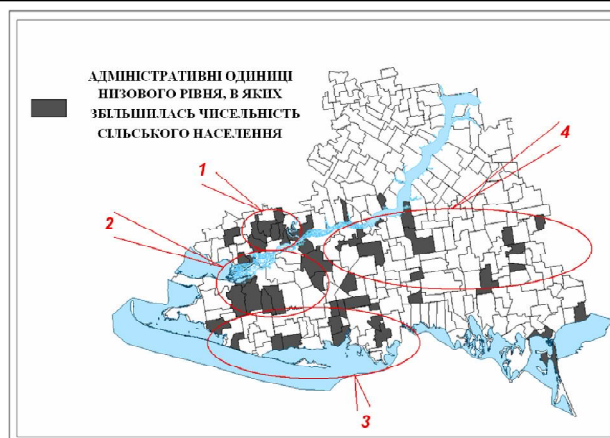 АДМІНІСТРАТИВНІ ОДИНИЦІ
НИЗОВОГО РІВНЯ, В ЯКИХ
ЗБІЛЬШИЛАСЬ ЧИСЕЛЬНІСТЬ
СІЛЬСЬКОГО НАСЕЛЕННЯ
1
2
4
3